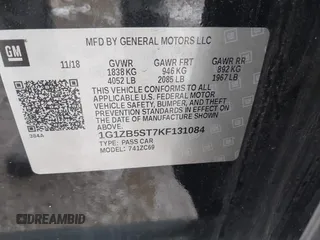 GM
MFD BY GENERAL MOTORS LLC
11/18 GVWR GAWR FRT GAWR RR
1838 KG 946 KG 892 KG
4052 LB 2085 LB 1967 LB
THIS VEHICLE CONFORMS TO ALL APPLICABLE
U.S. FEDERAL MOTOR
VEHICLE SAFETY, BUMPER, AND THEFT
PREVENTION STANDARDS IN EFFECT ON THE
DATE OF MANUFACTURE SHOWN ABOVE.
1G1ZB5ST7KF131084
TYPE: PASS CAR
MODEL: 741ZC69
DREAMBID